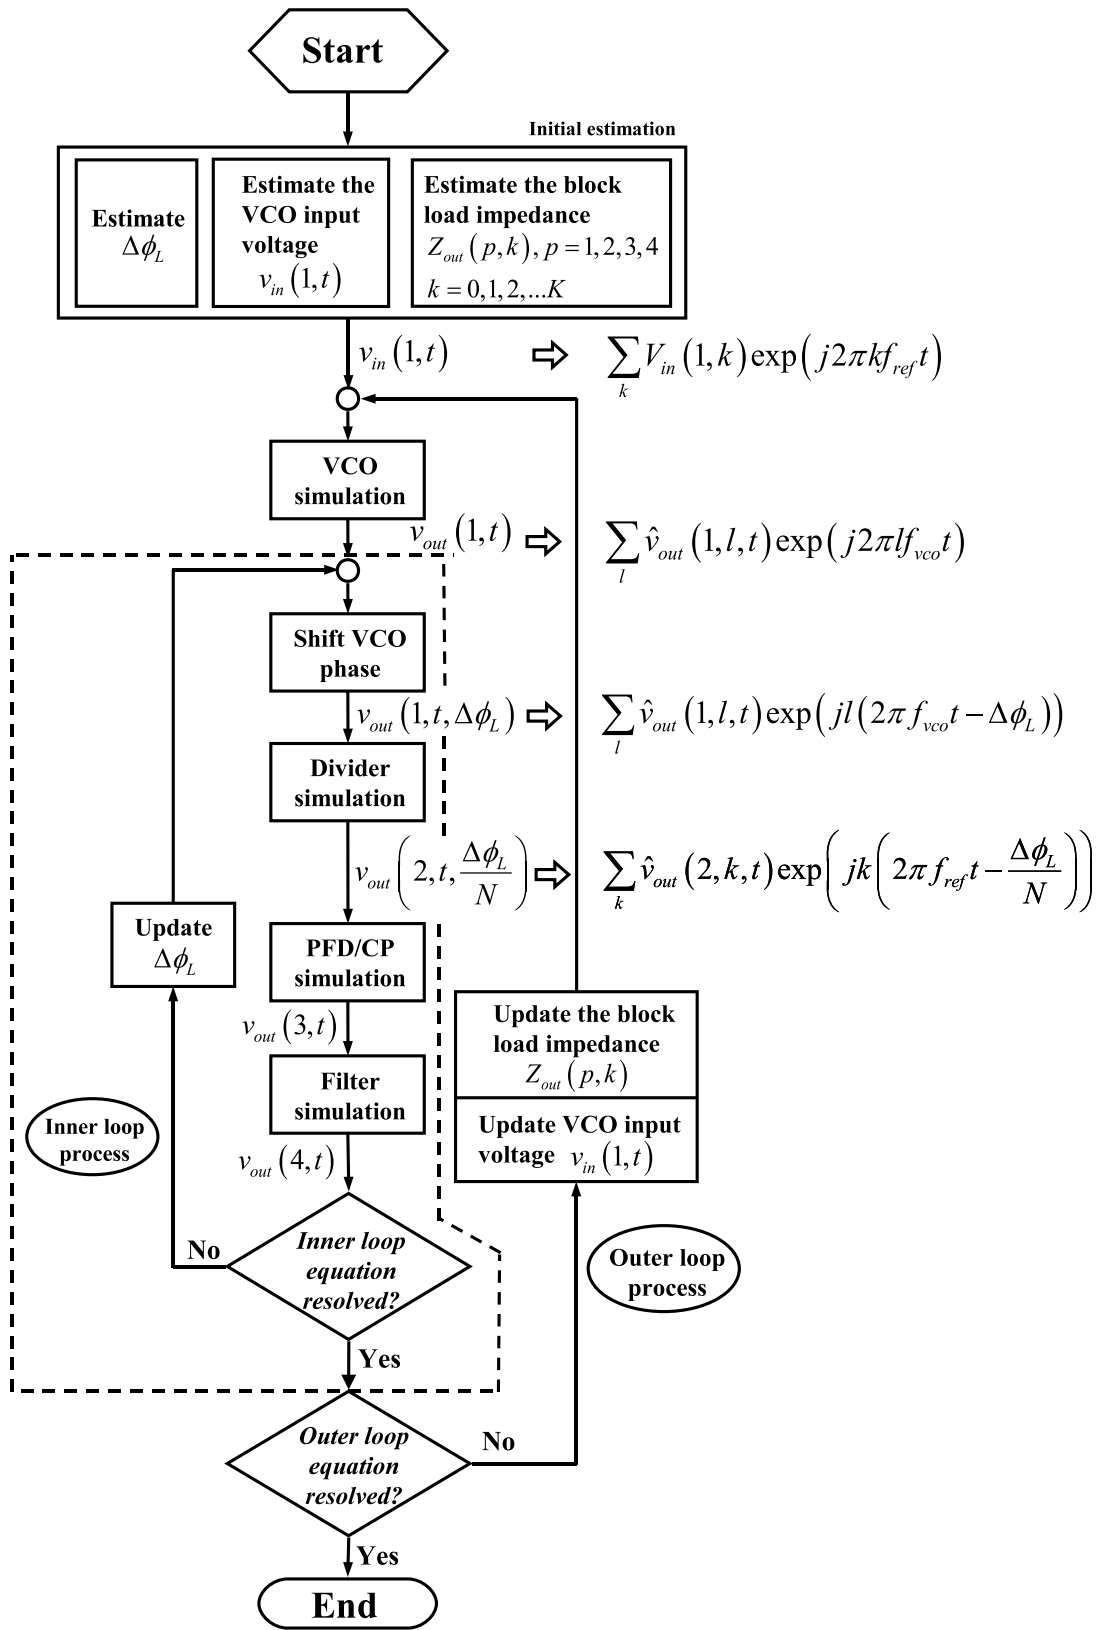 Start
Initial estimation
Estimate
Δϕ_L
Estimate the
VCO input
voltage
v_in(1,t)
Estimate the block
load impedance
Z_out(p,k), p=1,2,3,4
k=0,1,2,...K
v_in(1,t) ⇨ ∑_k V_in(1,k)exp(j2πkf_ref t)
VCO
simulation
v_out(1,t) ⇨ ∑_l v̂_out(1,l,t)exp(j2πlf_vco t)
Shift VCO
phase
v_out(1,t,Δϕ_L) ⇨ ∑_l v̂_out(1,l,t)exp(jl(2πf_vco t−Δϕ_L))
Divider
simulation
v_out(2,t,Δϕ_L/N) ⇨ ∑_k v̂_out(2,k,t)exp(jk(2πf_ref t−Δϕ_L/N))
Update
Δϕ_L
PFD/CP
simulation
v_out(3,t)
Filter
simulation
v_out(4,t)
Update the block
load impedance
Z_out(p,k)
Update VCO input
voltage v_in(1,t)
Inner loop
process
No
Inner loop
equation
resolved?
Yes
Outer loop
process
Outer loop
equation
resolved?
No
Yes
End